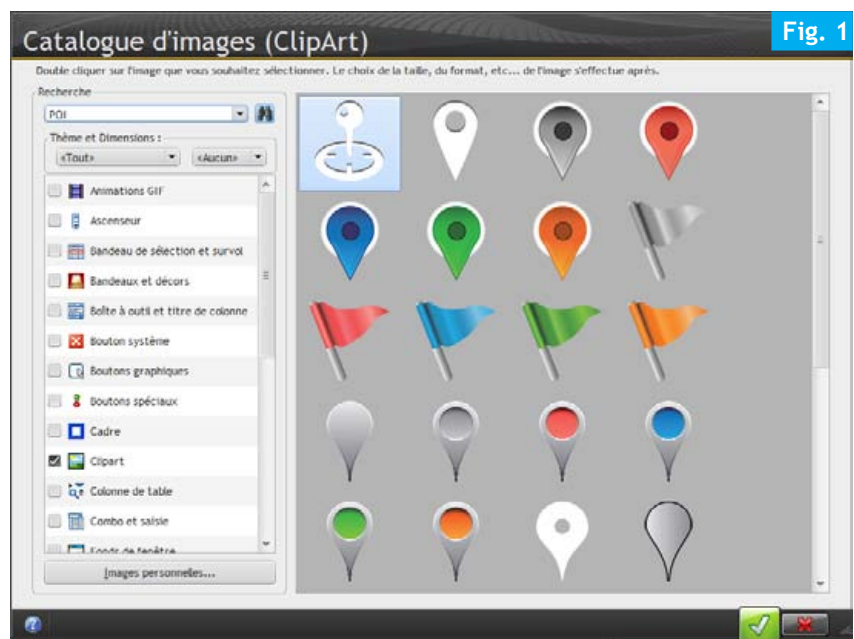 Fig. 1
Catalogue d'images (ClipArt)
Double cliquer sur l'image que vous souhaitez sélectionner. Le choix de la taille, du format, etc... de l'image s'effectue après.
Recherche
POI
Thème et Dimensions :
«Tout» «Aucun»
Animations GIF
Ascenseur
Bandeau de sélection et survol
Bandeaux et décors
Boîte à outil et titre de colonne
Bouton système
Boutons graphiques
Boutons spéciaux
Cadre
Clipart
Colonne de table
Combo et saisie
Fonds de fenêtre
Images personnelles...